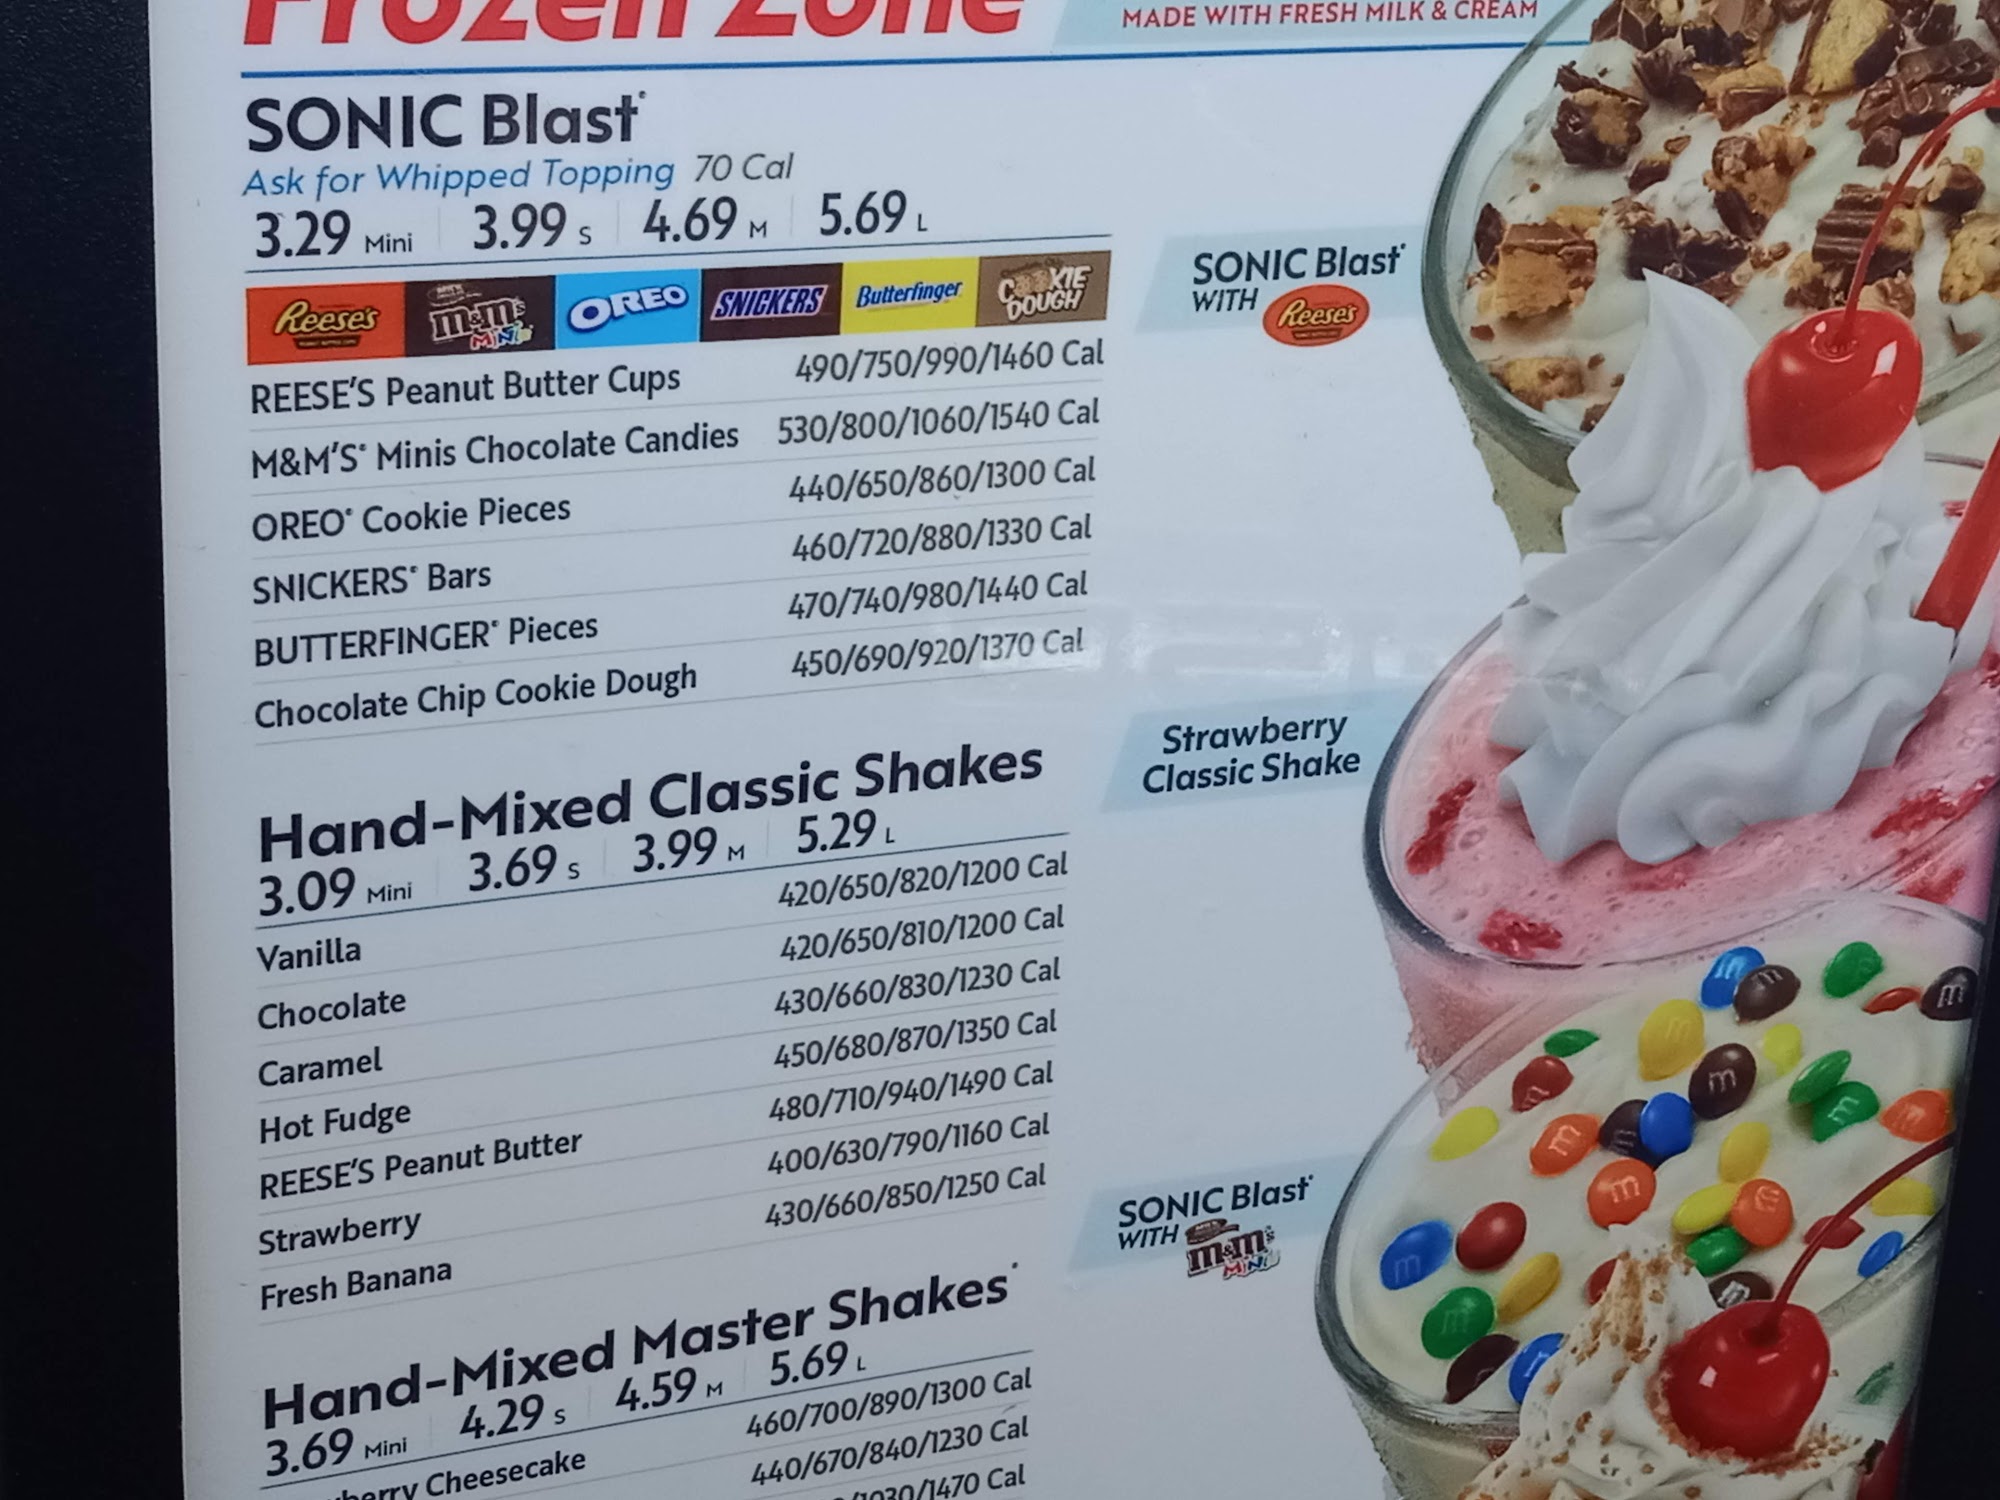 Frozen Zone
MADE WITH FRESH MILK & CREAM
SONIC Blast®
Ask for Whipped Topping 70 Cal
3.29 Mini 3.99 S 4.69 M 5.69 L
Reese's m&m's MINIS OREO SNICKERS Butterfinger COOKIE DOUGH
REESE'S Peanut Butter Cups 490/750/990/1460 Cal
M&M'S® Minis Chocolate Candies 530/800/1060/1540 Cal
OREO® Cookie Pieces 440/650/860/1300 Cal
SNICKERS® Bars 460/720/880/1330 Cal
BUTTERFINGER® Pieces 470/740/980/1440 Cal
Chocolate Chip Cookie Dough 450/690/920/1370 Cal
Hand-Mixed Classic Shakes
3.09 Mini 3.69 S 3.99 M 5.29 L
Vanilla 420/650/820/1200 Cal
Chocolate 420/650/810/1200 Cal
Caramel 430/660/830/1230 Cal
Hot Fudge 450/680/870/1350 Cal
REESE'S Peanut Butter 480/710/940/1490 Cal
Strawberry 400/630/790/1160 Cal
Fresh Banana 430/660/850/1250 Cal
Hand-Mixed Master Shakes®
3.69 Mini 4.29 S 4.59 M 5.69 L
Cheesecake 460/700/890/1300 Cal
440/670/840/1230 Cal
/1030/1470 Cal
SONIC Blast®
WITH Reese's
Strawberry
Classic Shake
SONIC Blast®
WITH m&m's MINIS